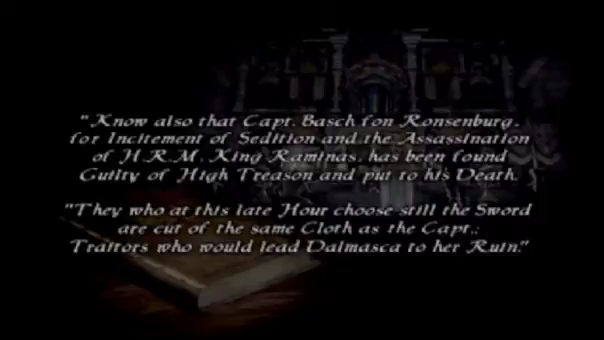 "Know also that Capt. Basch fon Ronsenburg,
for Incitement of Sedition and the Assassination
of H.R.M. King Raminas, has been found
Guilty of High Treason and put to his Death.
"They who at this late Hour choose still the Sword
are cut of the same Cloth as the Capt.;
Traitors who would lead Dalmasca to her Ruin."